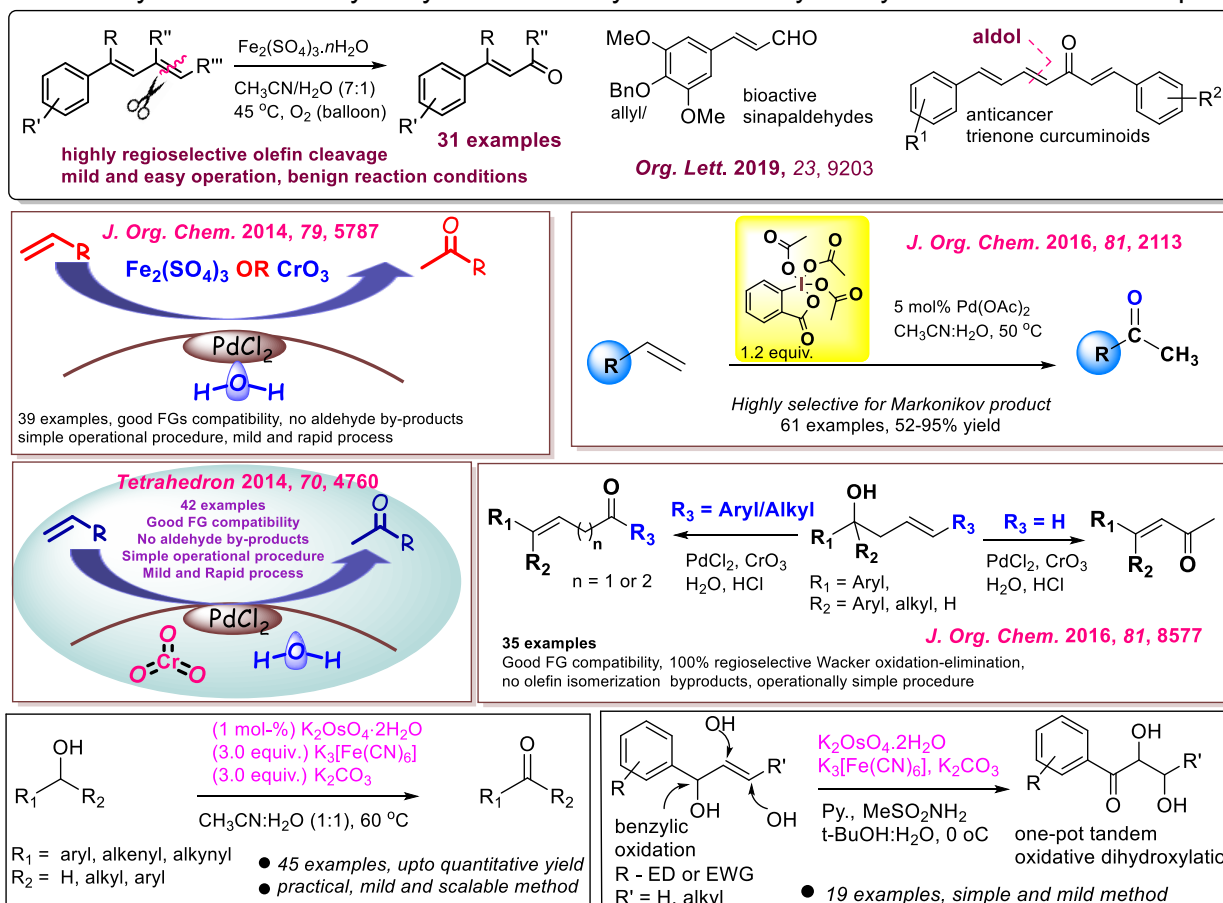 R
R''
R'''
R'
Fe2(SO4)3.nH2O
CH3CN/H2O (7:1)
45 oC, O2 (balloon)
R
R''
O
R'
31 examples
highly regioselective olefin cleavage
mild and easy operation, benign reaction conditions
MeO
CHO
BnO
allyl/
OMe
bioactive
sinapaldehydes
aldol
O
R1
R2
anticancer
trienone curcuminoids
Org. Lett. 2019, 23, 9203
J. Org. Chem. 2014, 79, 5787
R
Fe2(SO4)3 OR CrO3
O
R
PdCl2
H O H
39 examples, good FGs compatibility, no aldehyde by-products
simple operational procedure, mild and rapid process
J. Org. Chem. 2016, 81, 2113
O
O
O
O
I
O
O
O
O
1.2 equiv.
R
5 mol% Pd(OAc)2
CH3CN:H2O, 50 oC
O
R
C
CH3
Highly selective for Markonikov product
61 examples, 52-95% yield
Tetrahedron 2014, 70, 4760
42 examples
Good FG compatibility
No aldehyde by-products
Simple operational procedure
Mild and Rapid process
R
O
R
PdCl2
O
O Cr O
H O H
R1
R2
( )n
O
R3
n = 1 or 2
R3 = Aryl/Alkyl
PdCl2, CrO3
H2O, HCl
OH
R1
R2
R3
R1 = Aryl,
R2 = Aryl, alkyl, H
R3 = H
PdCl2, CrO3
H2O, HCl
R1
R2
O
J. Org. Chem. 2016, 81, 8577
35 examples
Good FG compatibility, 100% regioselective Wacker oxidation-elimination,
no olefin isomerization byproducts, operationally simple procedure
OH
R1
R2
(1 mol-%) K2OsO4·2H2O
(3.0 equiv.) K3[Fe(CN)6]
(3.0 equiv.) K2CO3
CH3CN:H2O (1:1), 60 oC
O
R1
R2
R1 = aryl, alkenyl, alkynyl
R2 = H, alkyl, aryl
● 45 examples, upto quantitative yield
● practical, mild and scalable method
OH
R'
R
OH
OH
benzylic
oxidation
R - ED or EWG
R' = H, alkyl
K2OsO4.2H2O
K3[Fe(CN)6], K2CO3
Py., MeSO2NH2
t-BuOH:H2O, 0 oC
OH
R'
R
O
OH
one-pot tandem
oxidative dihydroxylatio
● 19 examples, simple and mild method